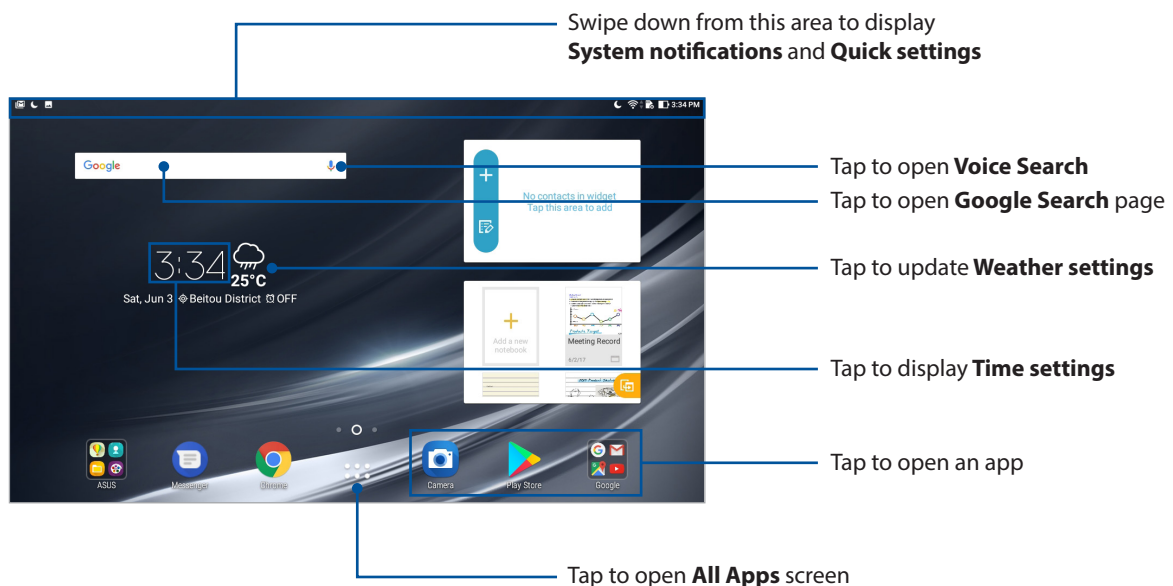 Swipe down from this area to display
System notifications and Quick settings
3:34 PM
Google
Tap to open Voice Search
Tap to open Google Search page
No contacts in widget
Tap this area to add
3:34
25°C
Tap to update Weather settings
Sat, Jun 3 Beitou District OFF
Add a new
notebook
Meeting Record
6/2/17
Tap to display Time settings
ASUS
Messenger
Chrome
Camera
Play Store
Google
Tap to open an app
Tap to open All Apps screen